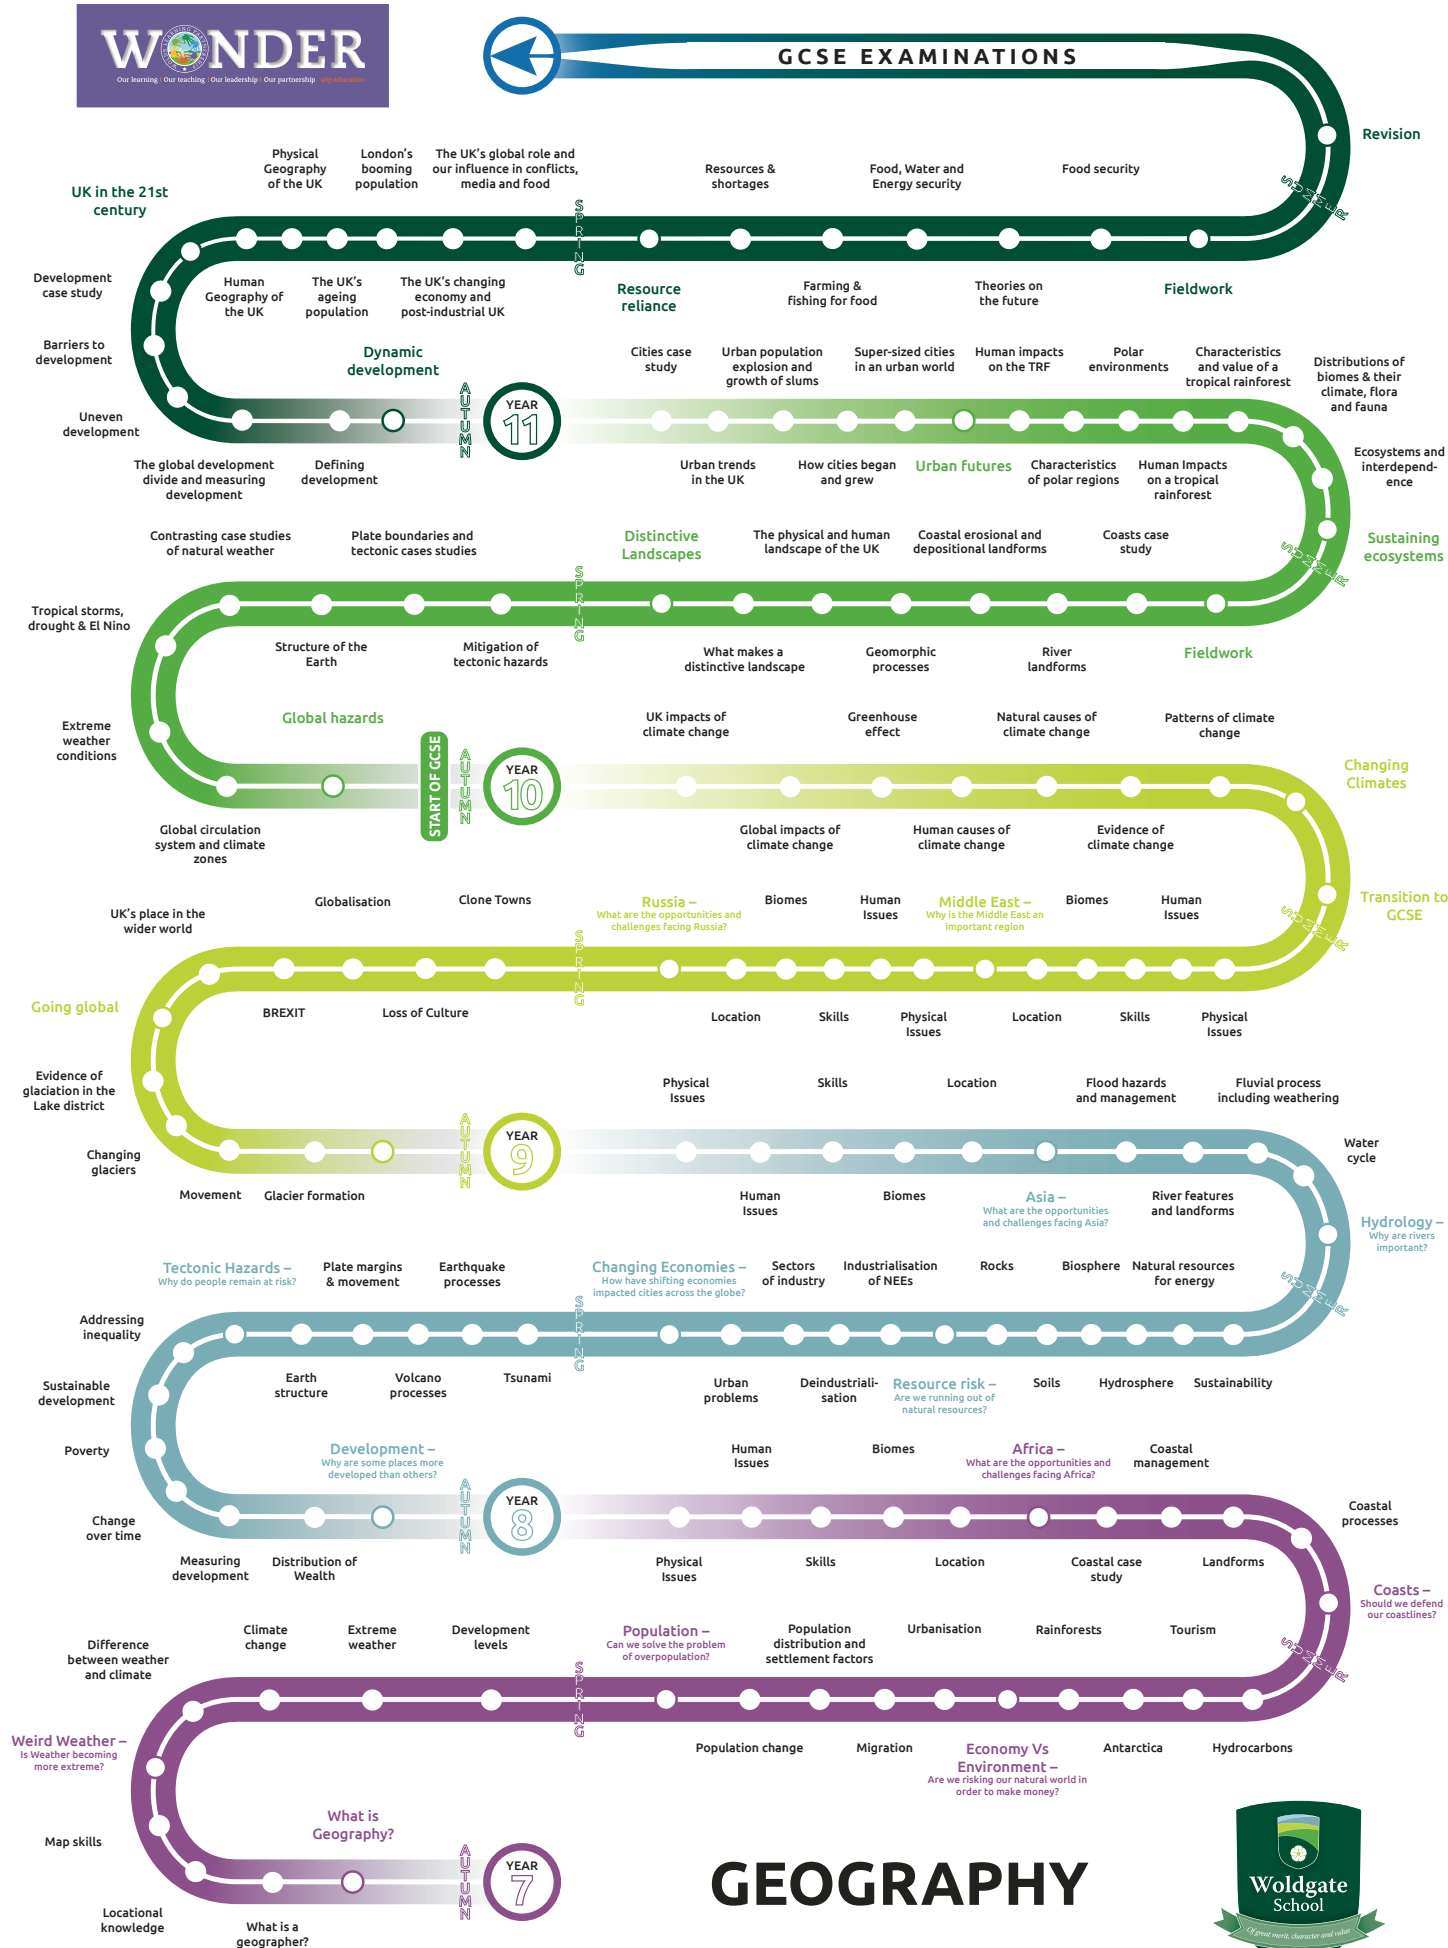 WONDER
Our learning | Our teaching | Our leadership | Our partnership
GCSE EXAMINATIONS
Revision
SUMMER
Physical
Geography
of the UK
London's
booming
population
The UK's global role and
our influence in conflicts,
media and food
Resources &
shortages
Food, Water and
Energy security
Food security
UK in the 21st
century
SPRING
Development
case study
Human
Geography of
the UK
The UK's
ageing
population
The UK's changing
economy and
post-industrial UK
Resource
reliance
Farming &
fishing for food
Theories on
the future
Fieldwork
Barriers to
development
Dynamic
development
Uneven
development
AUTUMN
YEAR
11
Cities case
study
Urban population
explosion and
growth of slums
Super-sized cities
in an urban world
Human impacts
on the TRF
Polar
environments
Characteristics
and value of a
tropical rainforest
Distributions of
biomes & their
climate, flora
and fauna
The global development
divide and measuring
development
Defining
development
Urban trends
in the UK
How cities began
and grew
Urban futures
Characteristics
of polar regions
Human Impacts
on a tropical
rainforest
Ecosystems and
interdepend-
ence
Sustaining
ecosystems
SUMMER
Contrasting case studies
of natural weather
Plate boundaries and
tectonic cases studies
Distinctive
Landscapes
The physical and human
landscape of the UK
Coastal erosional and
depositional landforms
Coasts case
study
SPRING
Tropical storms,
drought & El Nino
Structure of the
Earth
Mitigation of
tectonic hazards
What makes a
distinctive landscape
Geomorphic
processes
River
landforms
Fieldwork
Extreme
weather
conditions
Global hazards
START OF GCSE
AUTUMN
YEAR
10
UK impacts of
climate change
Greenhouse
effect
Natural causes of
climate change
Patterns of climate
change
Changing
Climates
Global circulation
system and climate
zones
Global impacts of
climate change
Human causes of
climate change
Evidence of
climate change
Transition to
GCSE
SUMMER
UK's place in the
wider world
Globalisation
Clone Towns
Russia –
What are the opportunities and
challenges facing Russia?
Biomes
Human
Issues
Middle East –
Why is the Middle East an
important region
Biomes
Human
Issues
SPRING
Going global
BREXIT
Loss of Culture
Location
Skills
Physical
Issues
Location
Skills
Physical
Issues
Evidence of
glaciation in the
Lake district
Changing
glaciers
Movement
Glacier formation
AUTUMN
YEAR
9
Physical
Issues
Skills
Location
Flood hazards
and management
Fluvial process
including weathering
Water
cycle
Human
Issues
Biomes
Asia –
What are the opportunities
and challenges facing Asia?
River features
and landforms
Hydrology –
Why are rivers
important?
SUMMER
Tectonic Hazards –
Why do people remain at risk?
Plate margins
& movement
Earthquake
processes
Changing Economies –
How have shifting economies
impacted cities across the globe?
Sectors
of industry
Industrialisation
of NEEs
Rocks
Biosphere
Natural resources
for energy
SPRING
Addressing
inequality
Earth
structure
Volcano
processes
Tsunami
Urban
problems
Deindustriali-
sation
Resource risk –
Are we running out of
natural resources?
Soils
Hydrosphere
Sustainability
Sustainable
development
Poverty
Development –
Why are some places more
developed than others?
Change
over time
Measuring
development
Distribution of
Wealth
AUTUMN
YEAR
8
Human
Issues
Biomes
Africa –
What are the opportunities and
challenges facing Africa?
Coastal
management
Coastal
processes
Physical
Issues
Skills
Location
Coastal case
study
Landforms
Coasts –
Should we defend
our coastlines?
SUMMER
Difference
between weather
and climate
Climate
change
Extreme
weather
Development
levels
Population –
Can we solve the problem
of overpopulation?
Population
distribution and
settlement factors
Urbanisation
Rainforests
Tourism
SPRING
Weird Weather –
Is Weather becoming
more extreme?
Population change
Migration
Economy Vs
Environment –
Are we risking our natural world in
order to make money?
Antarctica
Hydrocarbons
Map skills
What is
Geography?
Locational
knowledge
What is a
geographer?
AUTUMN
YEAR
7
GEOGRAPHY
Woldgate
School
Of great merit, character and value